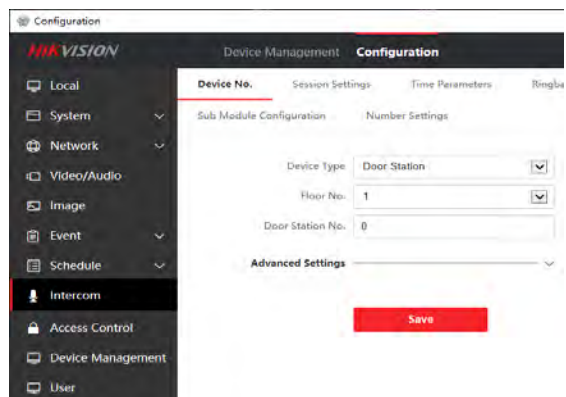 Configuration
HIKVISION
Device Management Configuration
Local
System
Network
Video/Audio
Image
Event
Schedule
Intercom
Access Control
Device Management
User
Device No. Session Settings Time Parameters Ringba
Sub Module Configuration Number Settings
Device Type Door Station
Floor No. 1
Door Station No. 0
Advanced Settings
Save